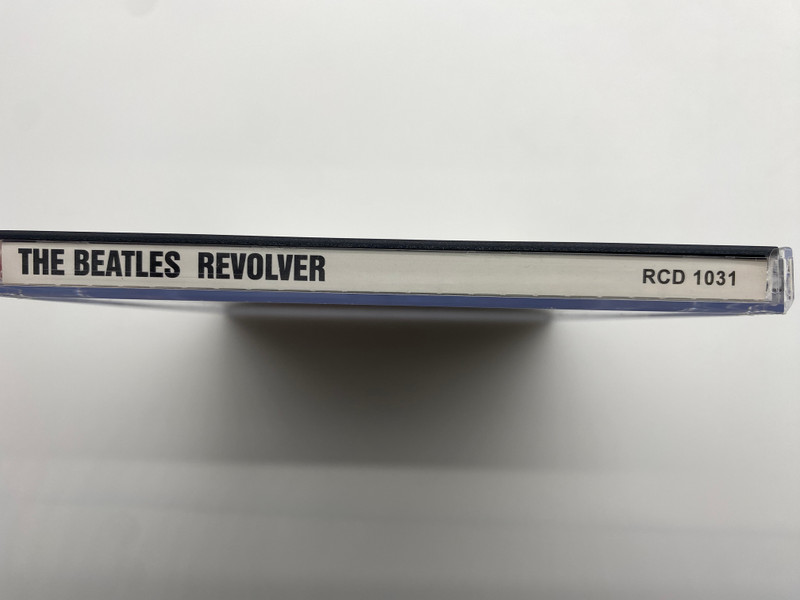 THE BEATLES REVOLVER RCD 1031